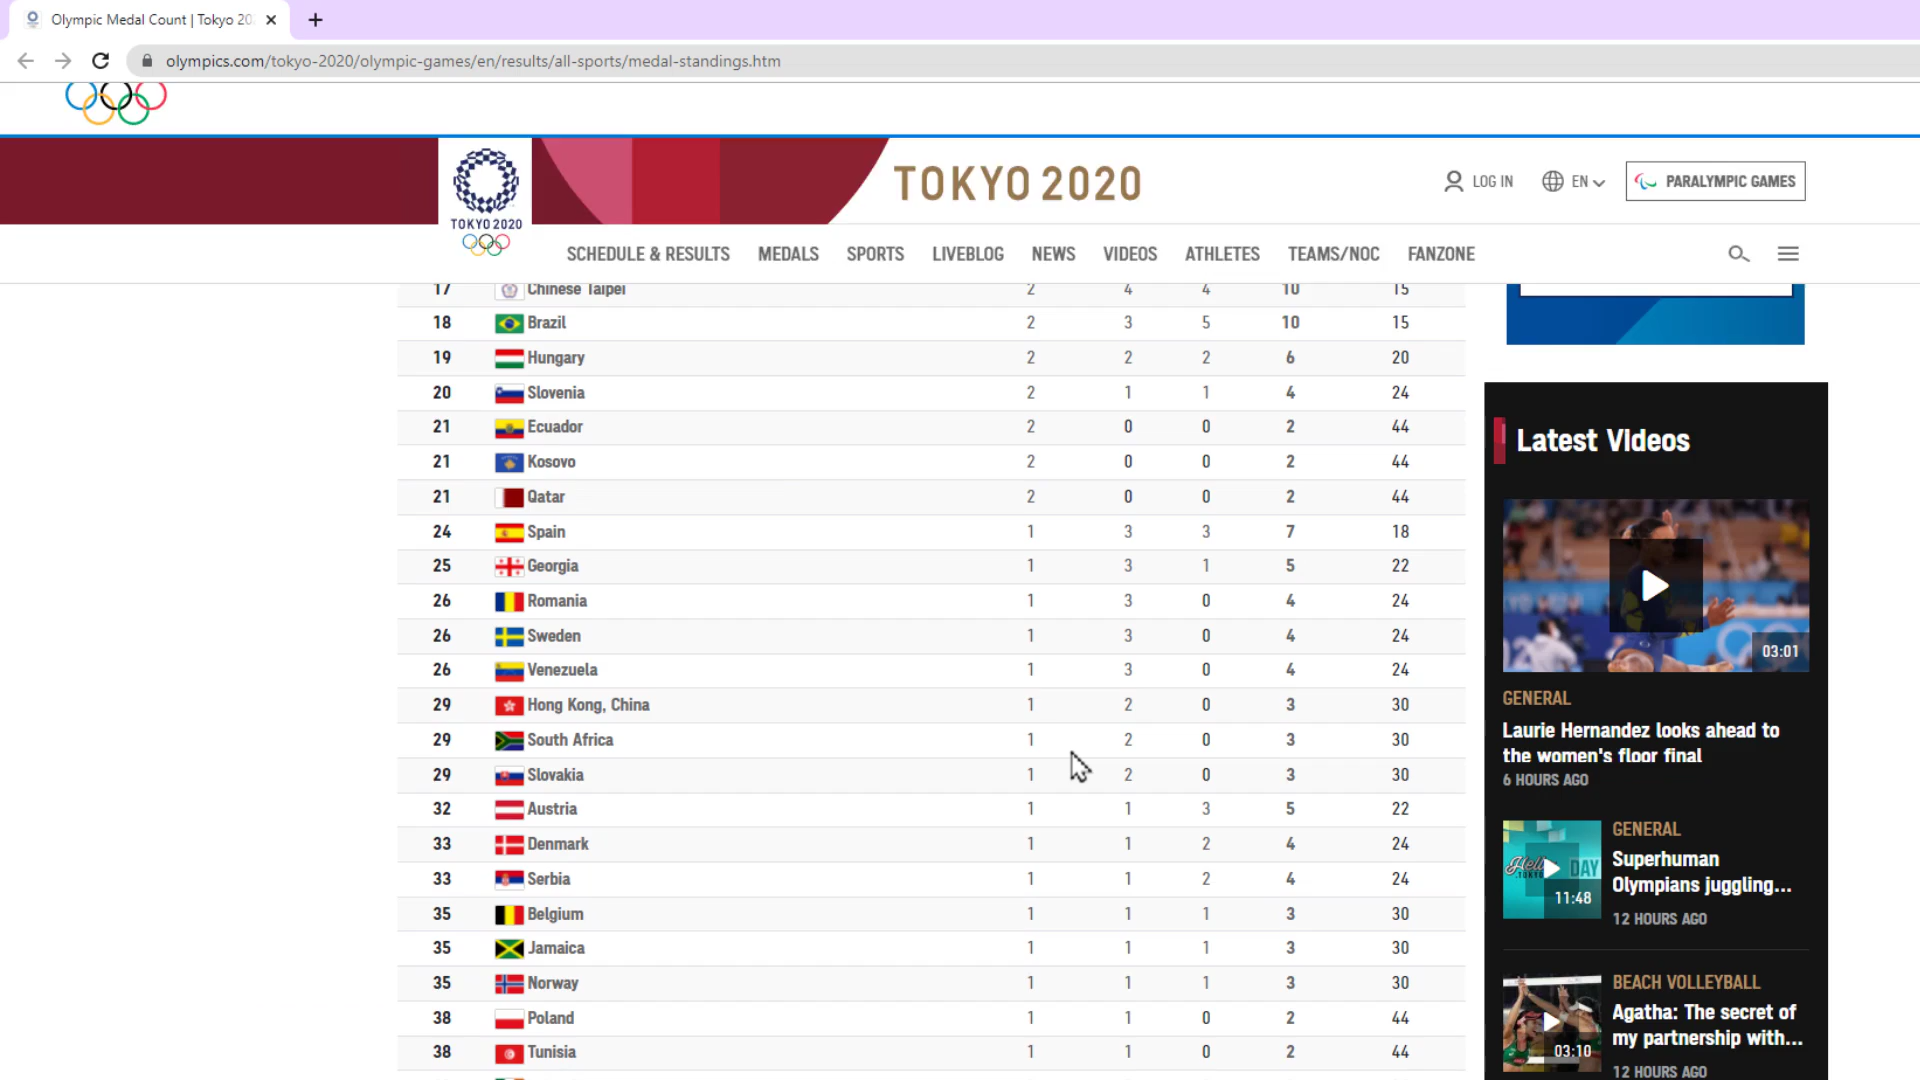 Olympic Medal Count | Tokyo 20
olympics.com/tokyo-2020/olympic-games/en/results/all-sports/medal-standings.htm
TOKYO 2020
TOKYO 2020
LOG IN
EN
PARALYMPIC GAMES
SCHEDULE & RESULTS MEDALS SPORTS LIVEBLOG NEWS VIDEOS ATHLETES TEAMS/NOC FANZONE
17 Chinese Taipei 2 4 4 10 15
18 Brazil 2 3 5 10 15
19 Hungary 2 2 2 6 20
20 Slovenia 2 1 1 4 24
21 Ecuador 2 0 0 2 44
21 Kosovo 2 0 0 2 44
21 Qatar 2 0 0 2 44
24 Spain 1 3 3 7 18
25 Georgia 1 3 1 5 22
26 Romania 1 3 0 4 24
26 Sweden 1 3 0 4 24
26 Venezuela 1 3 0 4 24
29 Hong Kong, China 1 2 0 3 30
29 South Africa 1 2 0 3 30
29 Slovakia 1 2 0 3 30
32 Austria 1 1 3 5 22
33 Denmark 1 1 2 4 24
33 Serbia 1 1 2 4 24
35 Belgium 1 1 1 3 30
35 Jamaica 1 1 1 3 30
35 Norway 1 1 1 3 30
38 Poland 1 1 0 2 44
38 Tunisia 1 1 0 2 44
Latest Videos
03:01
GENERAL
Laurie Hernandez looks ahead to
the women's floor final
6 HOURS AGO
Hello
DAY
11:48
GENERAL
Superhuman
Olympians juggling...
12 HOURS AGO
03:10
BEACH VOLLEYBALL
Agatha: The secret of
my partnership with...
12 HOURS AGO